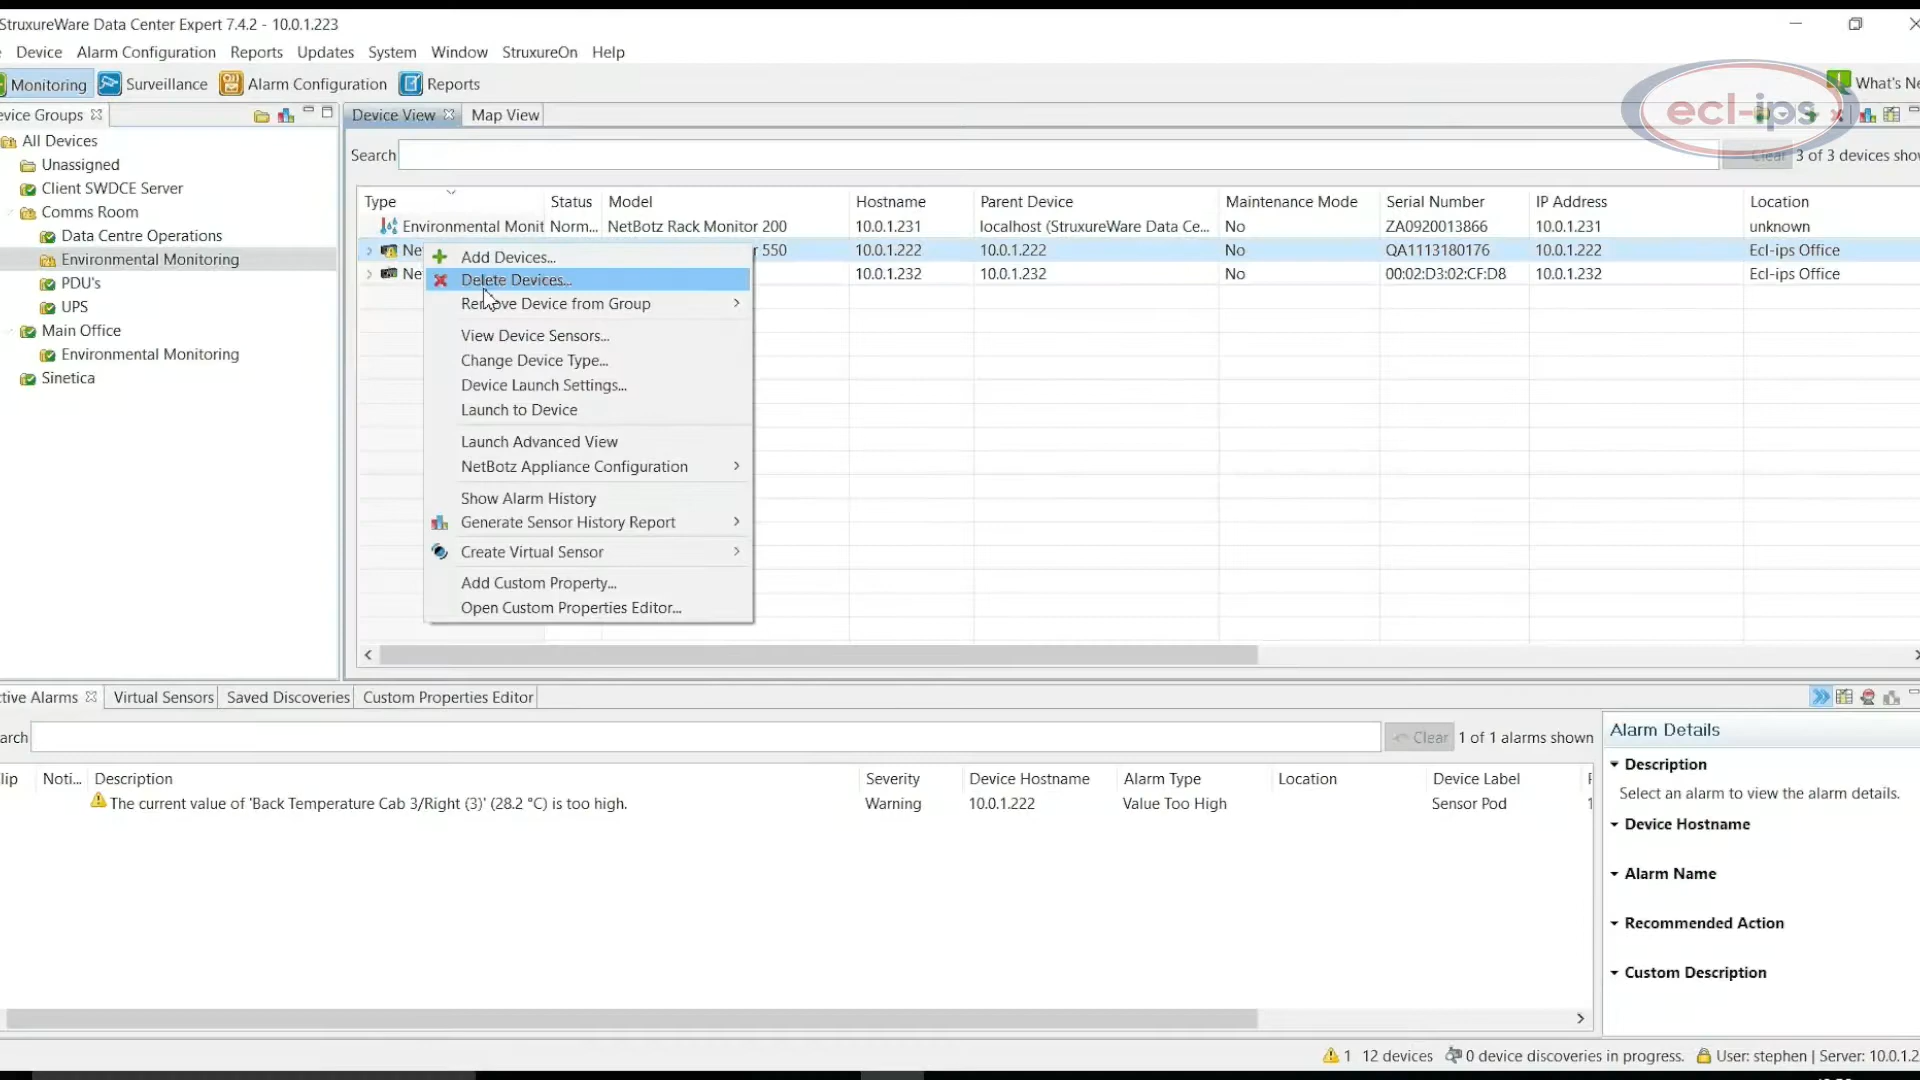 StruxureWare Data Center Expert 7.4.2 - 10.0.1.223
Device Alarm Configuration Reports Updates System Window StruxureOn Help
Monitoring Surveillance Alarm Configuration Reports What's Ne
ecl-ips
evice Groups
All Devices
Unassigned
Client SWDCE Server
Comms Room
Data Centre Operations
Environmental Monitoring
PDU's
UPS
Main Office
Environmental Monitoring
Sinetica
Device View Map View
Search Clear 3 of 3 devices show
Type Status Model Hostname Parent Device Maintenance Mode Serial Number IP Address Location
Environmental Monit Norm... NetBotz Rack Monitor 200 10.0.1.231 localhost (StruxureWare Data Ce... No ZA0920013866 10.0.1.231 unknown
Ne r 550 10.0.1.222 10.0.1.222 No QA1113180176 10.0.1.222 Ecl-ips Office
Ne 10.0.1.232 10.0.1.232 No 00:02:D3:02:CF:D8 10.0.1.232 Ecl-ips Office
Add Devices...
Delete Devices...
Remove Device from Group
View Device Sensors...
Change Device Type...
Device Launch Settings...
Launch to Device
Launch Advanced View
NetBotz Appliance Configuration
Show Alarm History
Generate Sensor History Report
Create Virtual Sensor
Add Custom Property...
Open Custom Properties Editor...
ctive Alarms Virtual Sensors Saved Discoveries Custom Properties Editor
arch Clear 1 of 1 alarms shown
lip Noti... Description Severity Device Hostname Alarm Type Location Device Label
The current value of 'Back Temperature Cab 3/Right (3)' (28.2 °C) is too high. Warning 10.0.1.222 Value Too High Sensor Pod 1
Alarm Details
Description
Select an alarm to view the alarm details.
Device Hostname
Alarm Name
Recommended Action
Custom Description
1 12 devices 0 device discoveries in progress. User: stephen | Server: 10.0.1.2